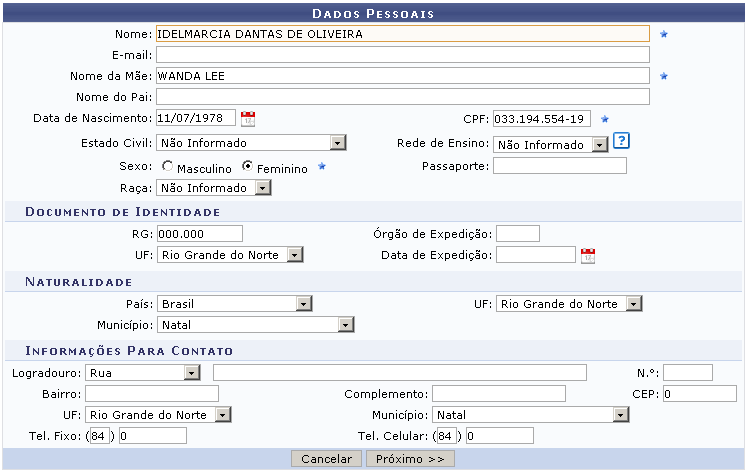 DADOS PESSOAIS
Nome: IDELMARCIA DANTAS DE OLIVEIRA
E-mail:
Nome da Mãe: WANDA LEE
Nome do Pai:
Data de Nascimento: 11/07/1978 CPF: 033.194.554-19
Estado Civil: Não Informado Rede de Ensino: Não Informado ?
Sexo: Masculino Feminino Passaporte:
Raça: Não Informado
DOCUMENTO DE IDENTIDADE
RG: 000.000 Órgão de Expedição:
UF: Rio Grande do Norte Data de Expedição:
NATURALIDADE
País: Brasil UF: Rio Grande do Norte
Município: Natal
INFORMAÇÕES PARA CONTATO
Logradouro: Rua N.º:
Bairro: Complemento: CEP: 0
UF: Rio Grande do Norte Município: Natal
Tel. Fixo: (84) 0 Tel. Celular: (84) 0
Cancelar Próximo >>